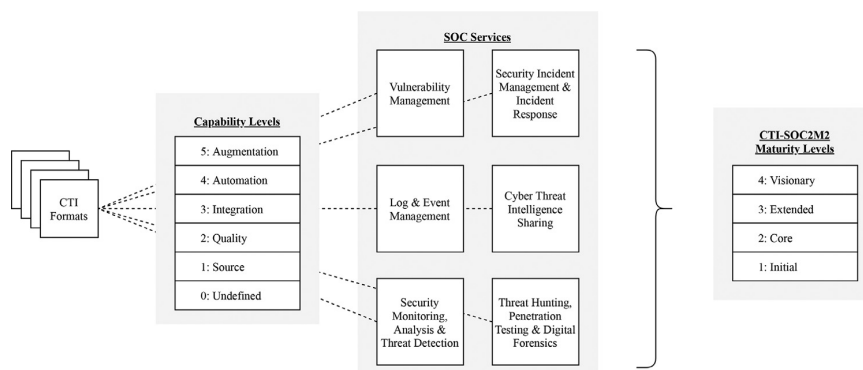 CTI
Formats
Capability Levels
5: Augmentation
4: Automation
3: Integration
2: Quality
1: Source
0: Undefined
SOC Services
Vulnerability
Management
Security Incident
Management &
Incident
Response
Log & Event
Management
Cyber Threat
Intelligence
Sharing
Security
Monitoring,
Analysis &
Threat Detection
Threat Hunting,
Penetration
Testing & Digital
Forensics
CTI-SOC2M2
Maturity Levels
4: Visionary
3: Extended
2: Core
1: Initial